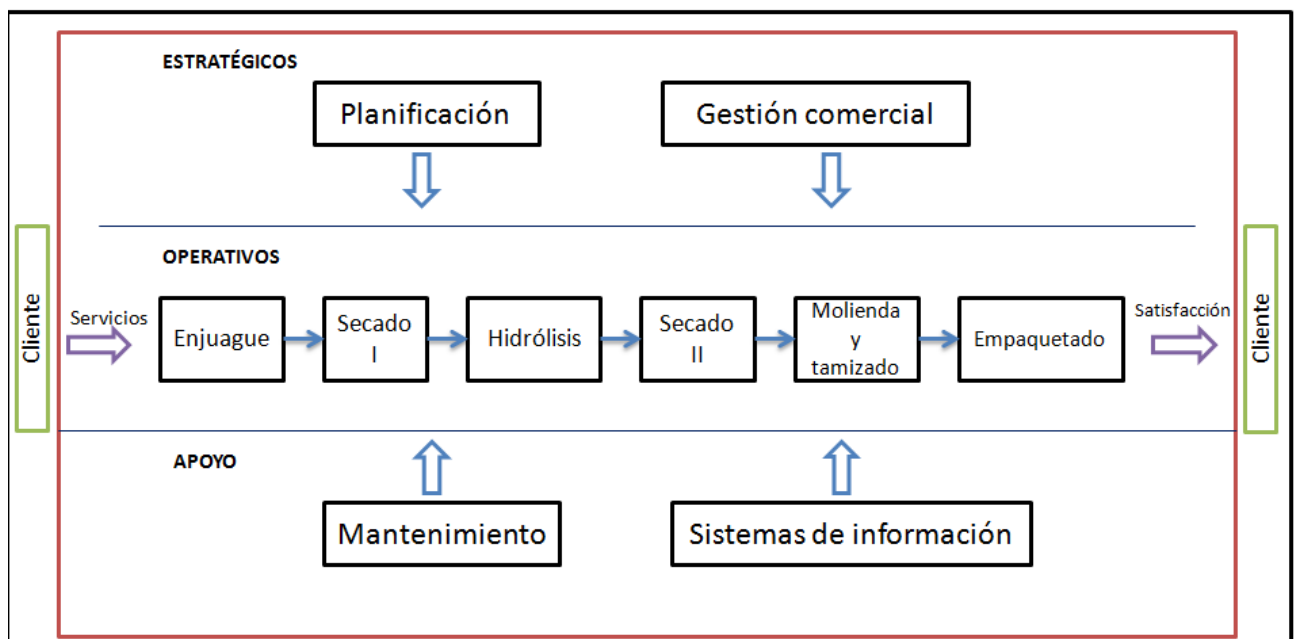 ESTRATÉGICOS
Planificación
Gestión comercial
OPERATIVOS
Cliente
Servicios
Enjuague
Secado
I
Hidrólisis
Secado
II
Molienda
y
tamizado
Empaquetado
Satisfacción
Cliente
APOYO
Mantenimiento
Sistemas de información